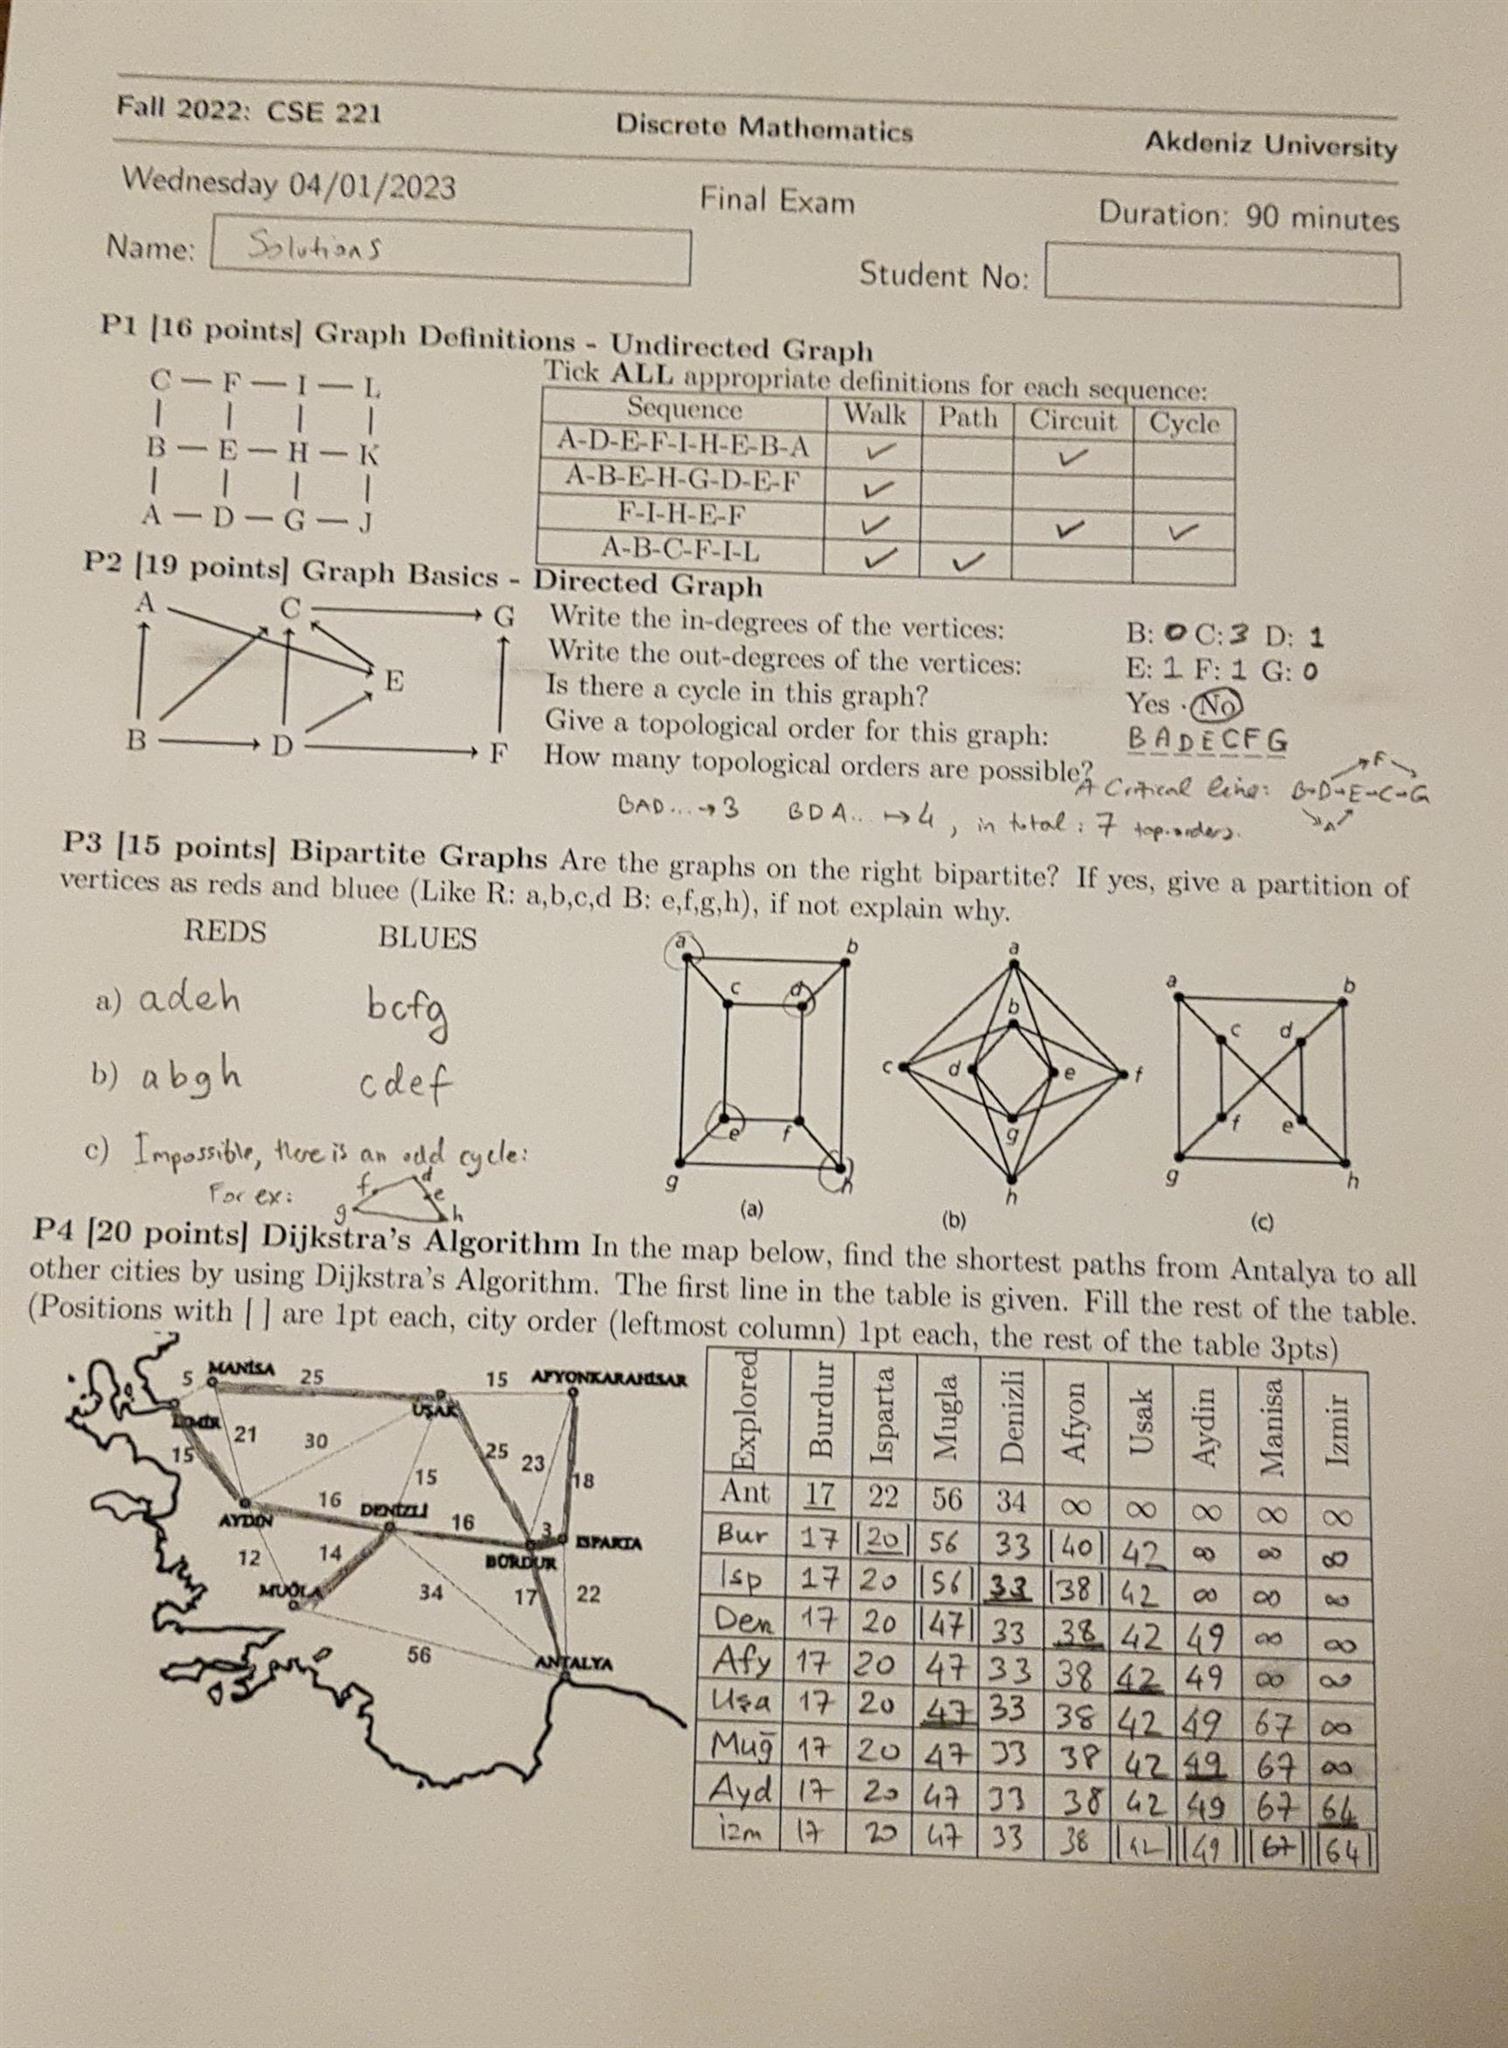 Fall 2022: CSE 221 Discrete Mathematics Akdeniz University
Wednesday 04/01/2023 Final Exam Duration: 90 minutes
Name: Solutions Student No:
P1 [16 points] Graph Definitions - Undirected Graph
C F I L
B E H K
A D G J
Tick ALL appropriate definitions for each sequence:
Sequence Walk Path Circuit Cycle
A-D-E-F-I-H-E-B-A ✓ ✓
A-B-E-H-G-D-E-F ✓
F-I-H-E-F ✓ ✓ ✓
A-B-C-F-I-L ✓ ✓
P2 [19 points] Graph Basics - Directed Graph
A C G
E
B D F
Write the in-degrees of the vertices: B: 0 C: 3 D: 1
Write the out-degrees of the vertices: E: 1 F: 1 G: 0
Is there a cycle in this graph? Yes · No
Give a topological order for this graph: B A D E C F G
How many topological orders are possible?
A Critical line: B→D→E→C→G
F
A
BAD... → 3 BDA.. ↦ 4, in total: 7 top.orders.
P3 [15 points] Bipartite Graphs Are the graphs on the right bipartite? If yes, give a partition of
vertices as reds and bluee (Like R: a,b,c,d B: e,f,g,h), if not explain why.
REDS BLUES
a) adeh bcfg
b) abgh cdef
c) Impossible, there is an odd cycle:
For ex: f d e g h
a b c d e f g h
(a)
a b c d e f g h
(b)
a b c d f e g h
(c)
P4 [20 points] Dijkstra's Algorithm In the map below, find the shortest paths from Antalya to all
other cities by using Dijkstra's Algorithm. The first line in the table is given. Fill the rest of the table.
(Positions with [ ] are 1pt each, city order (leftmost column) 1pt each, the rest of the table 3pts)
5 MANİSA 25 15 AFYONKARAHİSAR
İZMİR UŞAK
15 21 30 25 23 18
15
16 DENİZLİ 16 3 ISPARTA
AYDIN BURDUR
12 14 34 17 22
MUĞLA
56 ANTALYA
Explored Burdur Isparta Mugla Denizli Afyon Usak Aydin Manisa Izmir
Ant 17 22 56 34 ∞ ∞ ∞ ∞ ∞
Bur 17 [20] 56 33 [40] 42 ∞ ∞ ∞
Isp 17 20 [56] 33 [38] 42 ∞ ∞ ∞
Den 17 20 [47] 33 38 42 49 ∞ ∞
Afy 17 20 47 33 38 42 49 ∞ ∞
Uşa 17 20 47 33 38 42 49 67 ∞
Muğ 17 20 47 33 38 42 49 67 ∞
Ayd 17 20 47 33 38 42 49 67 64
izm 17 20 47 33 38 [42] [49] [67] [64]